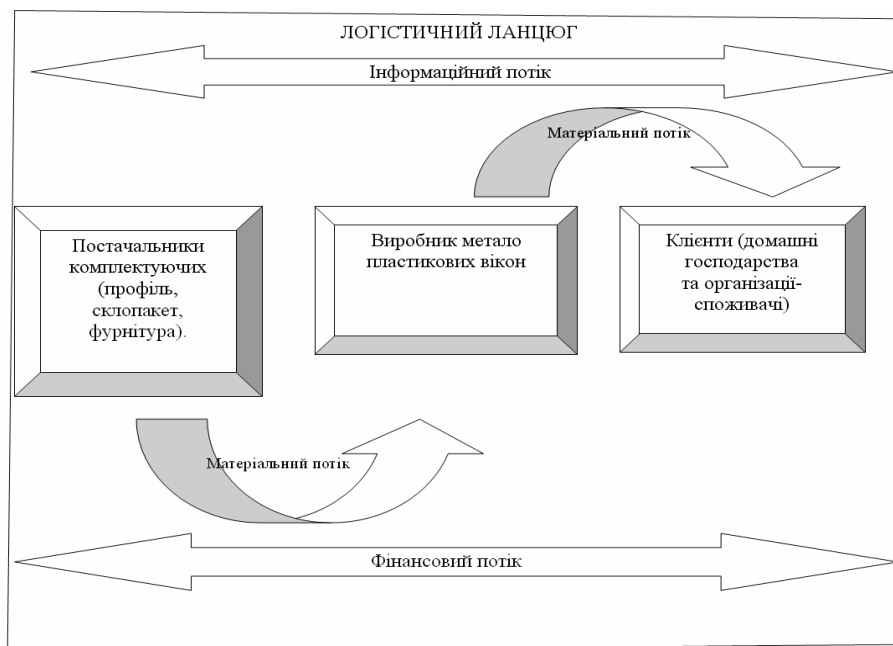 ЛОГІСТИЧНИЙ ЛАНЦЮГ
Інформаційний потік
Матеріальний потік
Постачальники
комплектуючих
(профіль,
склопакет,
фурнітура).
Виробник метало
пластикових вікон
Клієнти (домашні
господарства
та організації-
споживачі)
Матеріальний потік
Фінансовий потік